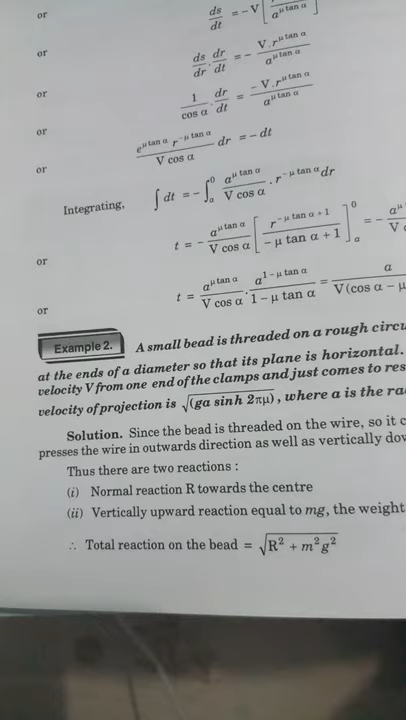 or
ds/dt = – V [ / a^(μ tan α) ]
or
ds/dr · dr/dt = – V.r^(μ tan α) / a^(μ tan α)
or
1/cos α · dr/dt = – V.r^(μ tan α) / a^(μ tan α)
or
e^(μ tan α) r^(–μ tan α) / V cos α dr = – dt
or
Integrating, ∫ dt = – ∫_a^0 a^(μ tan α) / V cos α . r^(–μ tan α) dr
t = – a^(μ tan α) / V cos α [ r^(–μ tan α + 1) / – μ tan α + 1 ]_a^0 = – a^μ / V
or
t = a^(μ tan α) / V cos α · a^(1–μ tan α) / 1 – μ tan α = a / V(cos α – μ
or
Example 2. A small bead is threaded on a rough circu
at the ends of a diameter so that its plane is horizontal.
velocity V from one end of the clamps and just comes to res
velocity of projection is √(ga sinh 2πμ), where a is the ra
Solution. Since the bead is threaded on the wire, so it c
presses the wire in outwards direction as well as vertically dov
Thus there are two reactions :
(i) Normal reaction R towards the centre
(ii) Vertically upward reaction equal to mg, the weight
∴ Total reaction on the bead = √(R² + m²g²)